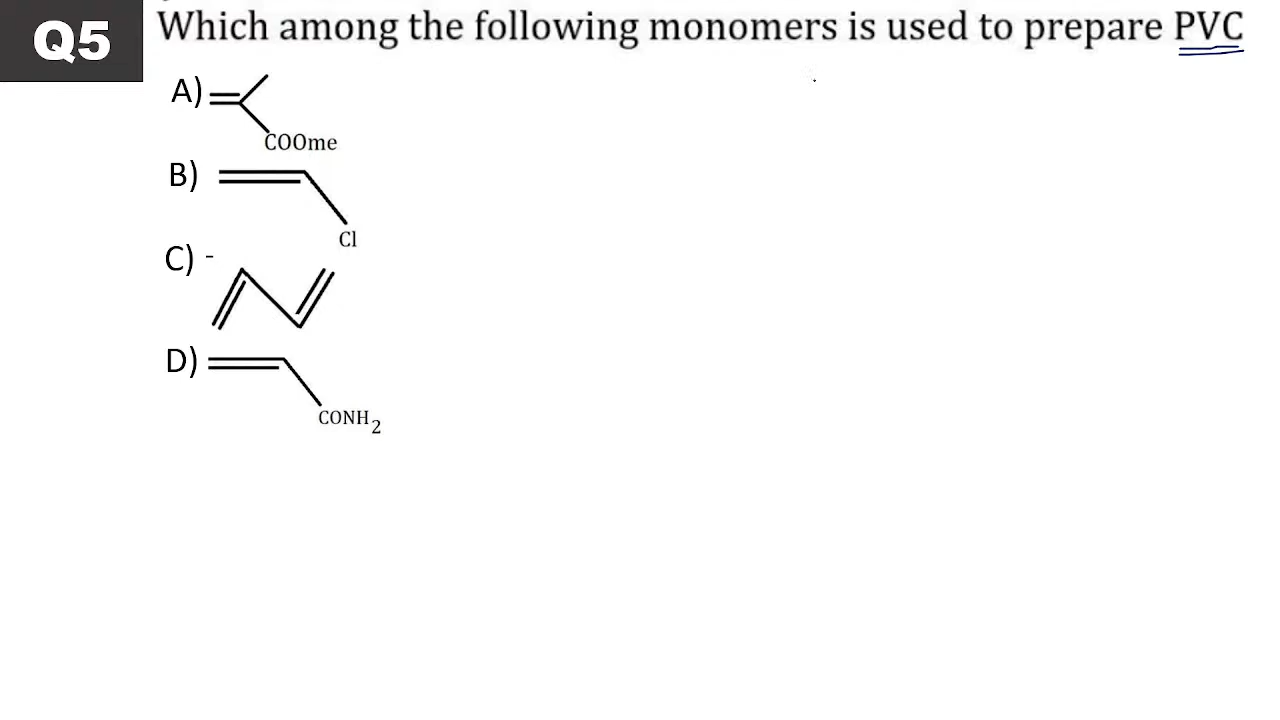 Q5
Which among the following monomers is used to prepare PVC
A)
COOme
B)
Cl
C)
D)
CONH2